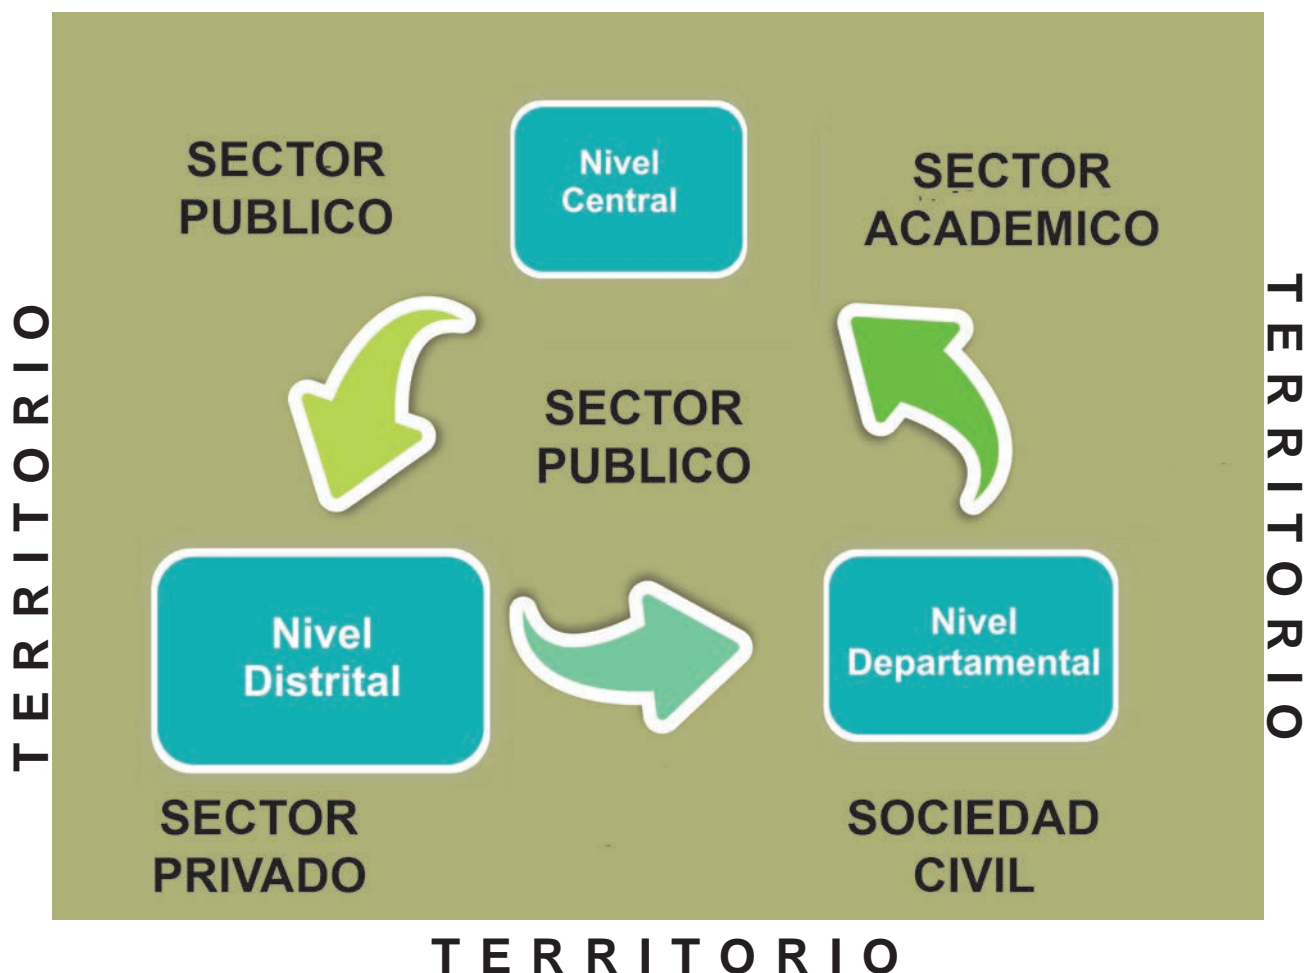 SECTOR
PUBLICO
Nivel
Central
SECTOR
ACADEMICO
TERRITORIO
TERRITORIO
SECTOR
PUBLICO
Nivel
Distrital
Nivel
Departamental
SECTOR
PRIVADO
SOCIEDAD
CIVIL
TERRITORIO